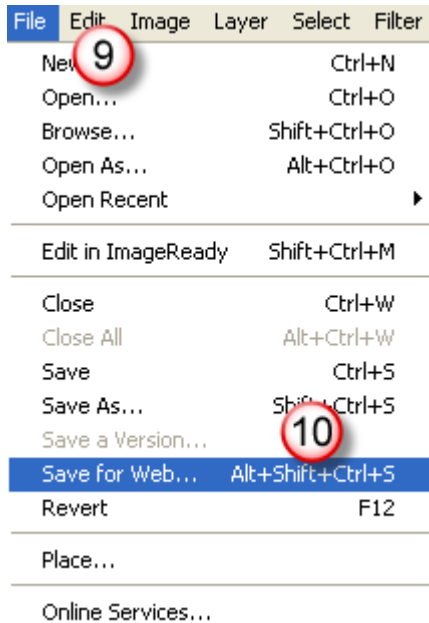 File Edit Image Layer Select Filter
9
New... Ctrl+N
Open... Ctrl+O
Browse... Shift+Ctrl+O
Open As... Alt+Ctrl+O
Open Recent
Edit in ImageReady Shift+Ctrl+M
Close Ctrl+W
Close All Alt+Ctrl+W
Save Ctrl+S
Save As... Shift+Ctrl+S
10
Save a Version...
Save for Web... Alt+Shift+Ctrl+S
Revert F12
Place...
Online Services...